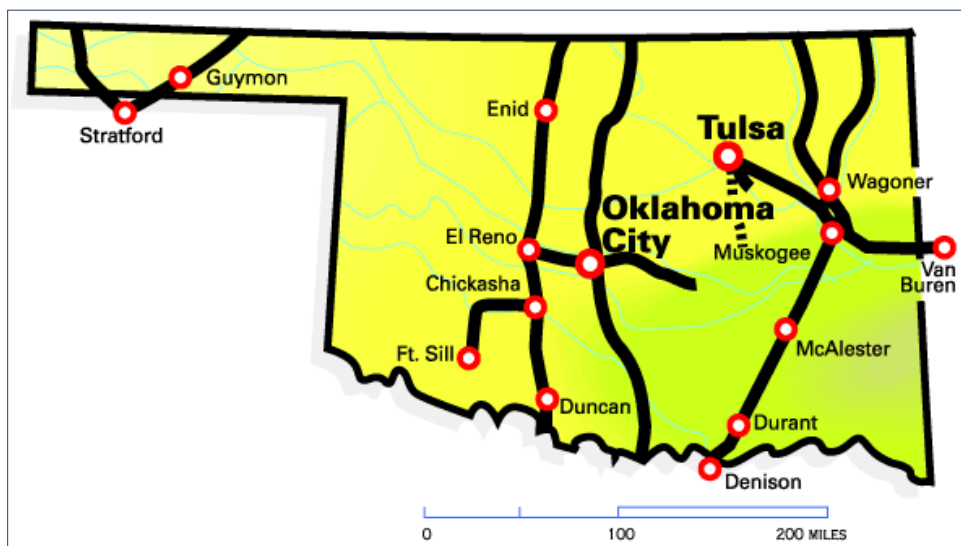 Guymon
Stratford
Enid
Tulsa
Wagoner
Oklahoma
City
El Reno
Muskogee
Van
Buren
Chickasha
Ft. Sill
McAlester
Duncan
Durant
Denison
0 100 200 MILES